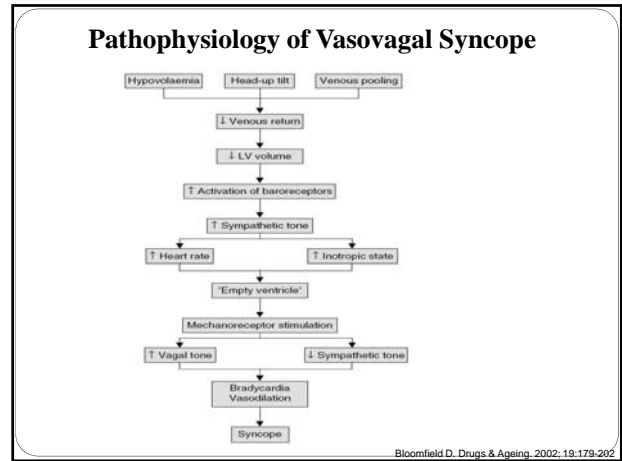 Pathophysiology of Vasovagal Syncope
Hypovolaemia
Head-up tilt
Venous pooling
↓ Venous return
↓ LV volume
↑ Activation of baroreceptors
↑ Sympathetic tone
↑ Heart rate
↑ Inotropic state
'Empty ventricle'
Mechanoreceptor stimulation
↑ Vagal tone
↓ Sympathetic tone
Bradycardia
Vasodilation
Syncope
Bloomfield D. Drugs & Ageing. 2002; 19:179-202